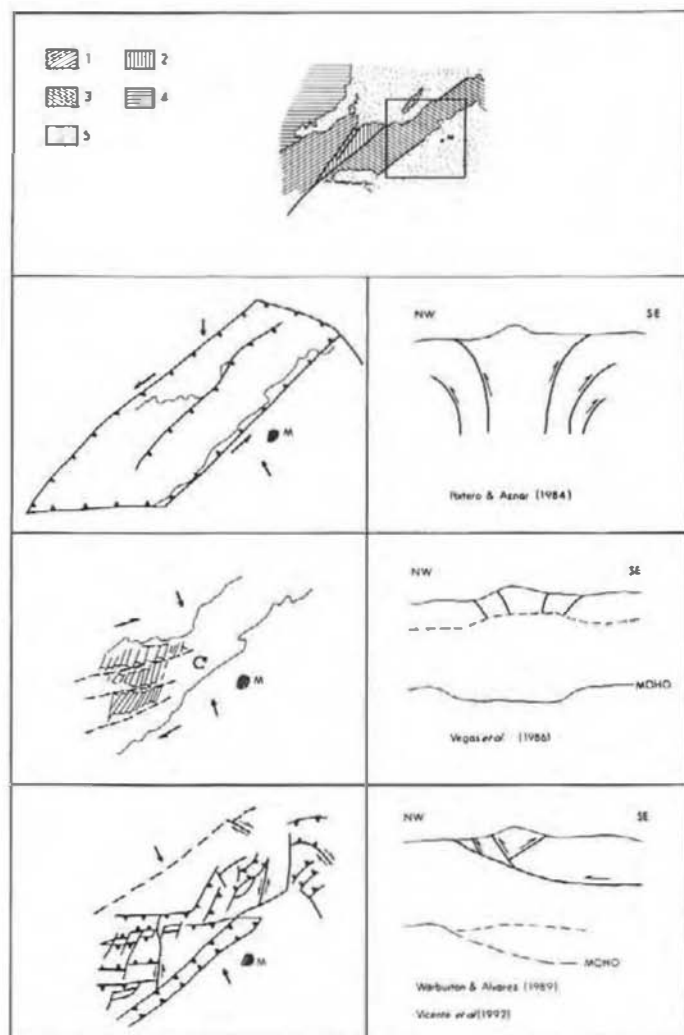 1 2
3 4
5
M
NW SE
M
Portero & Aznar (1984)
NW SE
M
MOHO
Vegas et al. (1986)
NW SE
M
MOHO
Warburton & Alvarez (1989)
Vicente et al (1992)